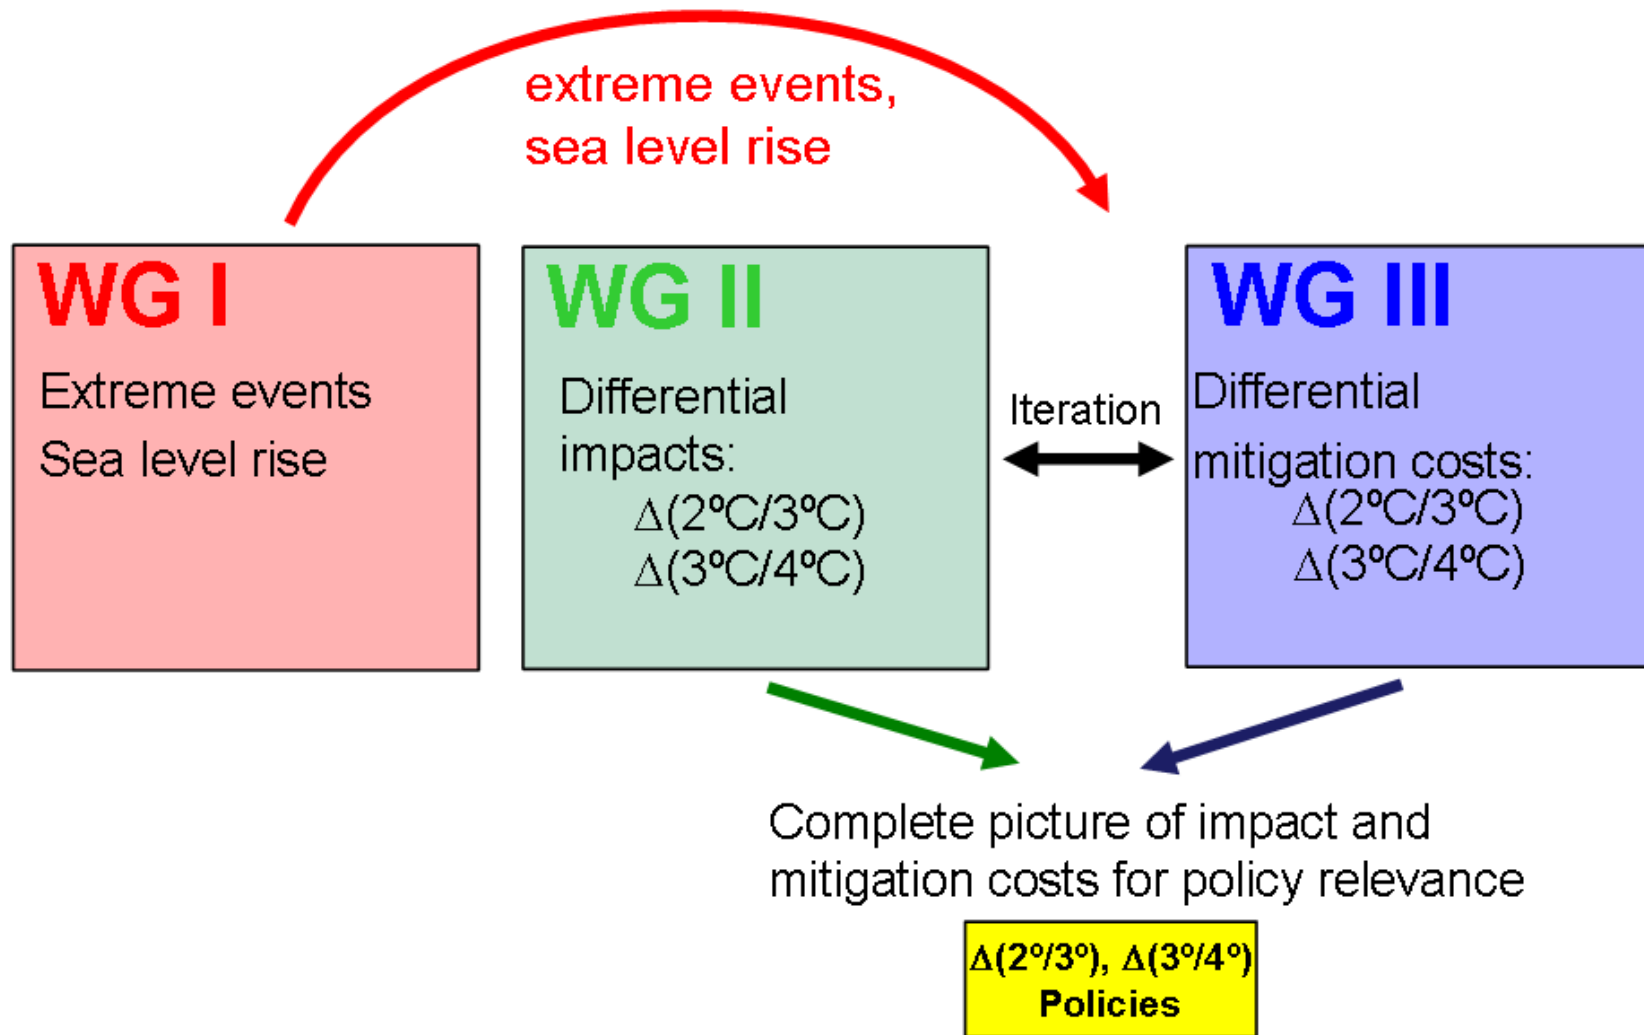 extreme events,
sea level rise
WG I
Extreme events
Sea level rise
WG II
Differential
impacts:
Δ(2ºC/3ºC)
Δ(3ºC/4ºC)
Iteration
WG III
Differential
mitigation costs:
Δ(2ºC/3ºC)
Δ(3ºC/4ºC)
Complete picture of impact and
mitigation costs for policy relevance
Δ(2º/3º), Δ(3º/4º)
Policies